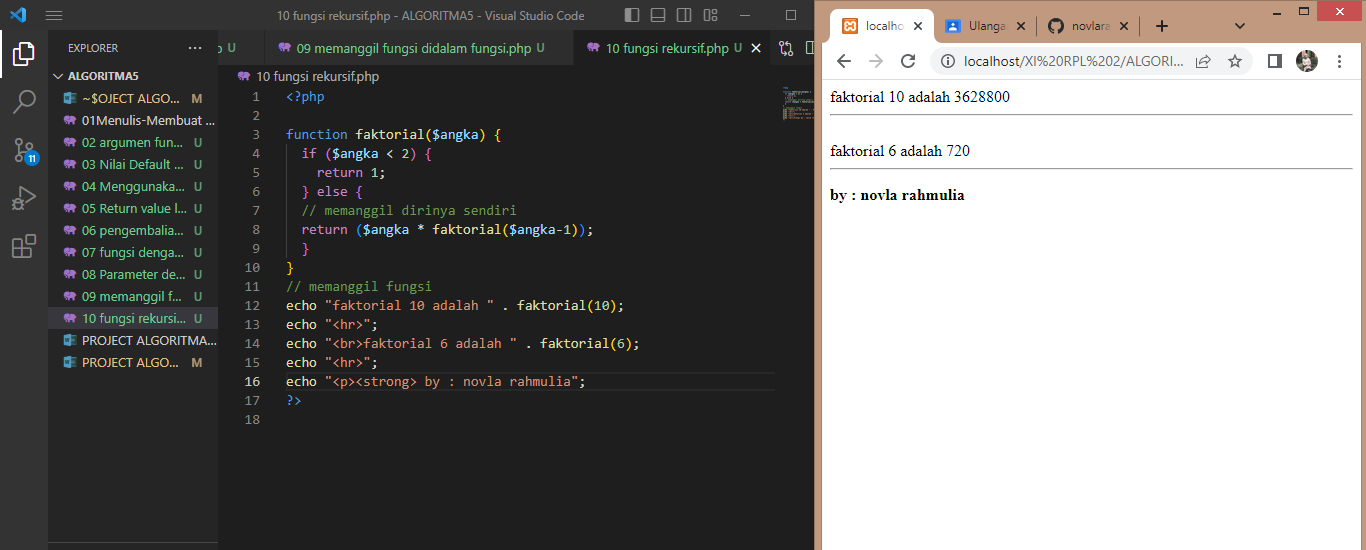 10 fungsi rekursif.php - ALGORITMA5 - Visual Studio Code
EXPLORER
ALGORITMA5
~$OJECT ALGO... M
01Menulis-Membuat ...
02 argumen fun... U
03 Nilai Default ... U
04 Menggunaka... U
05 Return value l... U
06 pengembalia... U
07 fungsi denga... U
08 Parameter de... U
09 memanggil f... U
10 fungsi rekursi... U
PROJECT ALGORITMA...
PROJECT ALGO... M
11
U 09 memanggil fungsi didalam fungsi.php U 10 fungsi rekursif.php U
10 fungsi rekursif.php
1 <?php
2
3 function faktorial($angka) {
4 if ($angka < 2) {
5 return 1;
6 } else {
7 // memanggil dirinya sendiri
8 return ($angka * faktorial($angka-1));
9 }
10 }
11 // memanggil fungsi
12 echo "faktorial 10 adalah " . faktorial(10);
13 echo "<hr>";
14 echo "<br>faktorial 6 adalah " . faktorial(6);
15 echo "<hr>";
16 echo "<p><strong> by : novla rahmulia";
17 ?>
18
localho
Ulanga
novlara
localhost/XI%20RPL%202/ALGORI...
faktorial 10 adalah 3628800
faktorial 6 adalah 720
by : novla rahmulia